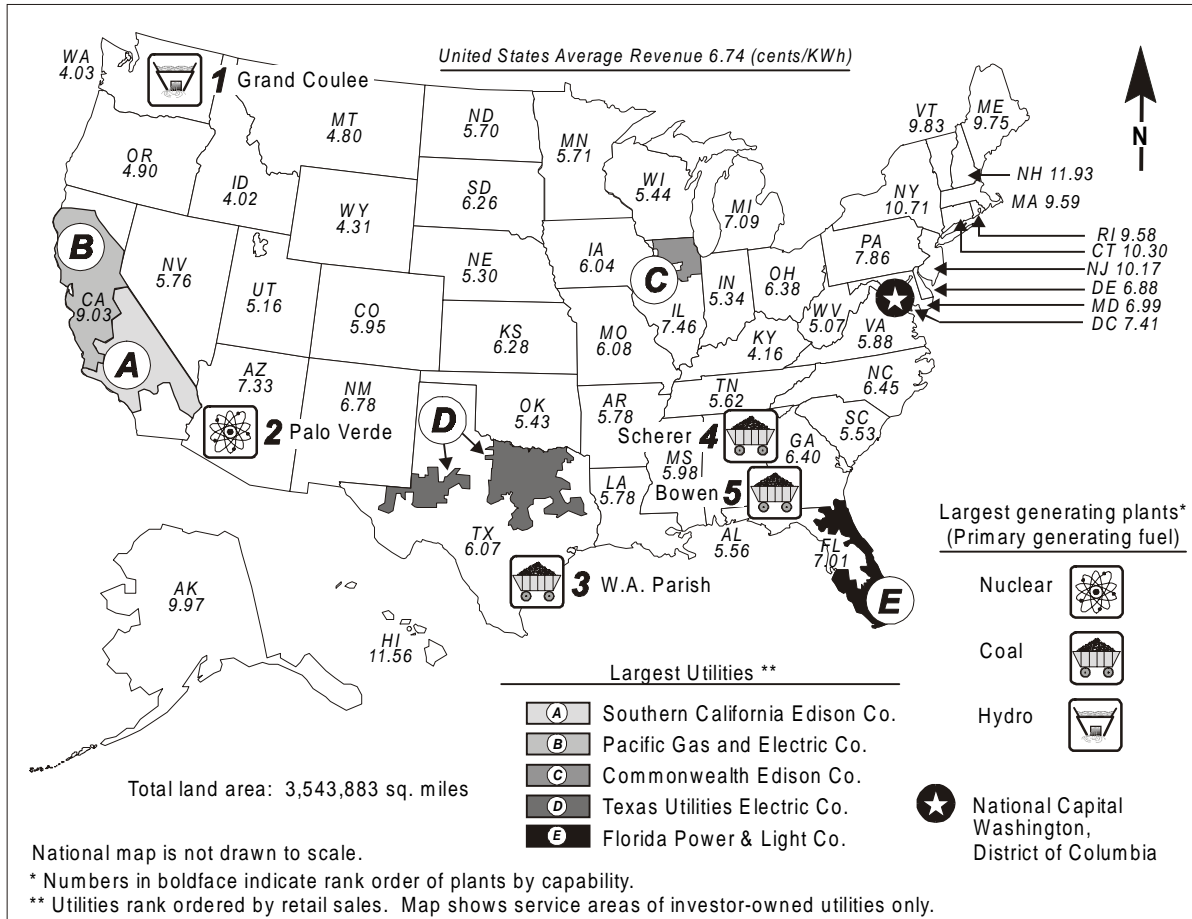 United States Average Revenue 6.74 (cents/KWh)
WA
4.03
1 Grand Coulee
MT
4.80
ND
5.70
MN
5.71
VT
9.83
ME
9.75
N
OR
4.90
ID
4.02
WY
4.31
SD
6.26
WI
5.44
MI
7.09
NY
10.71
NH 11.93
MA 9.59
RI 9.58
CT 10.30
NJ 10.17
DE 6.88
MD 6.99
DC 7.41
B
CA
9.03
NV
5.76
UT
5.16
CO
5.95
NE
5.30
IA
6.04
C
IL
7.46
IN
5.34
OH
6.38
PA
7.86
WV
5.07
VA
5.88
A
KS
6.28
MO
6.08
KY
4.16
NC
6.45
AZ
7.33
NM
6.78
OK
5.43
AR
5.78
TN
5.62
SC
5.53
2 Palo Verde
D
Scherer 4
GA
6.40
MS
5.98
Bowen 5
LA
5.78
TX
6.07
AL
5.56
FL
7.01
E
3 W.A. Parish
AK
9.97
HI
11.56
Largest generating plants*
(Primary generating fuel)
Nuclear
Coal
Hydro
National Capital
Washington,
District of Columbia
Largest Utilities **
A Southern California Edison Co.
B Pacific Gas and Electric Co.
C Commonwealth Edison Co.
D Texas Utilities Electric Co.
E Florida Power & Light Co.
Total land area: 3,543,883 sq. miles
National map is not drawn to scale.
* Numbers in boldface indicate rank order of plants by capability.
** Utilities rank ordered by retail sales. Map shows service areas of investor-owned utilities only.